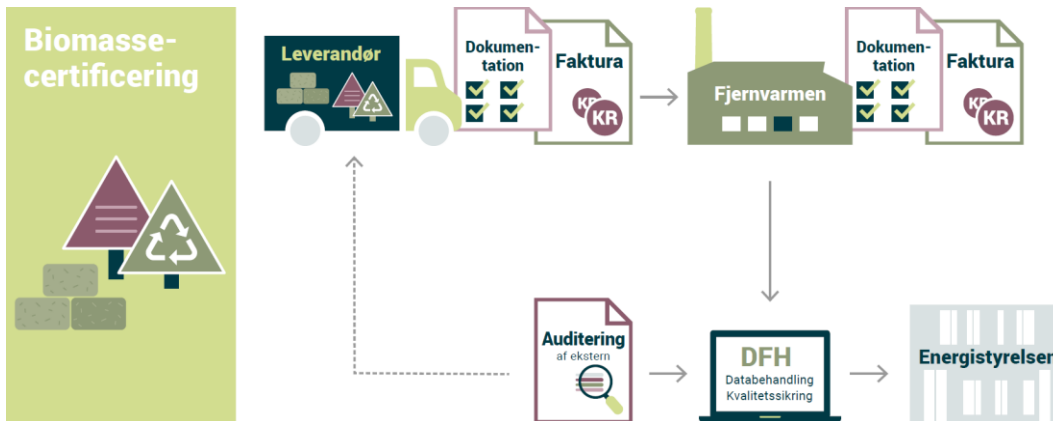 Biomasse-
certificering
Leverandør
Dokumen-
tation
Faktura
KR
KR
Fjernvarmen
Dokumen-
tation
Faktura
KR
KR
Auditering
af ekstern
DFH
Databehandling
Kvalitetssikring
Energistyrelsen